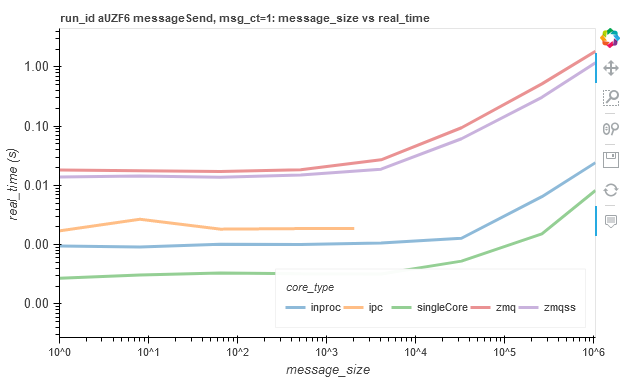 run_id aUZF6 messageSend, msg_ct=1: message_size vs real_time
1.00
0.10
0.01
0.00
0.00
real_time (s)
core_type
inproc ipc singleCore zmq zmqss
10^0 10^1 10^2 10^3 10^4 10^5 10^6
message_size